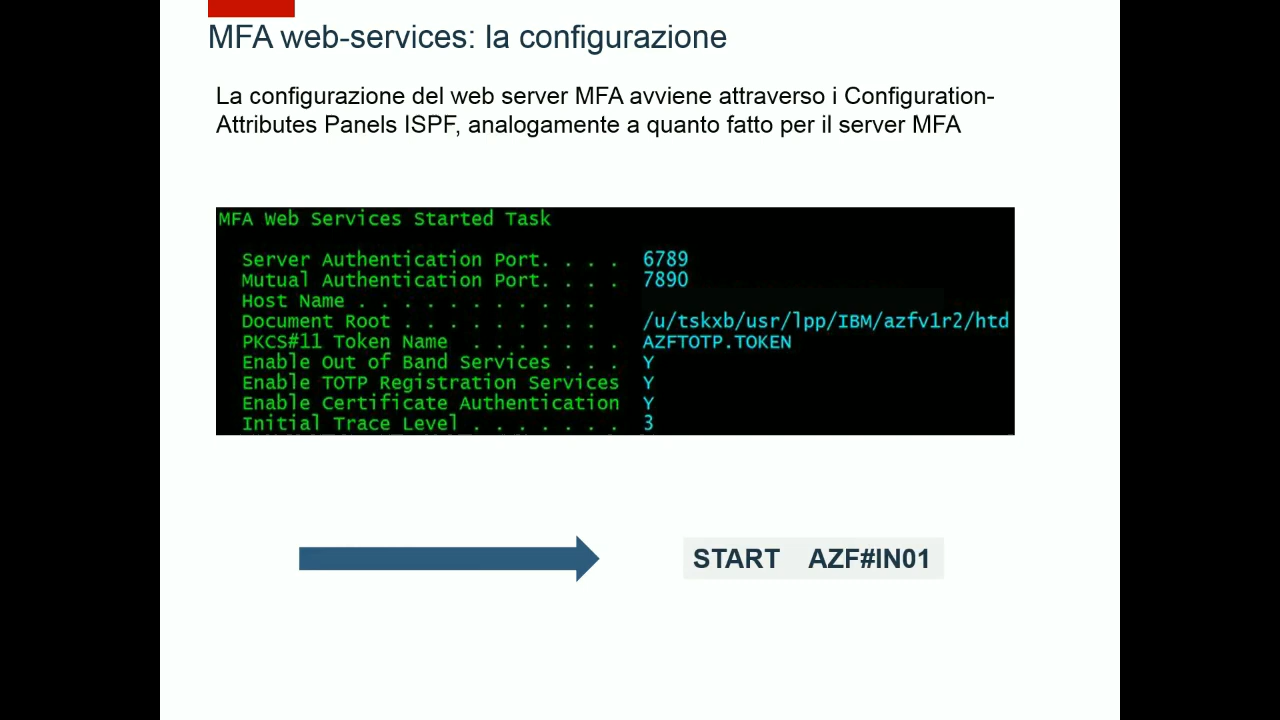 MFA web-services: la configurazione
La configurazione del web server MFA avviene attraverso i Configuration-
Attributes Panels ISPF, analogamente a quanto fatto per il server MFA
MFA Web Services Started Task
Server Authentication Port. . . . 6789
Mutual Authentication Port. . . . 7890
Host Name . . . . . . . . . . .
Document Root . . . . . . . . . /u/tskxb/usr/lpp/IBM/azfv1r2/htd
PKCS#11 Token Name . . . . . . . AZFTOTP.TOKEN
Enable Out of Band Services . . . Y
Enable TOTP Registration Services Y
Enable Certificate Authentication Y
Initial Trace Level . . . . . . . 3
START AZF#IN01